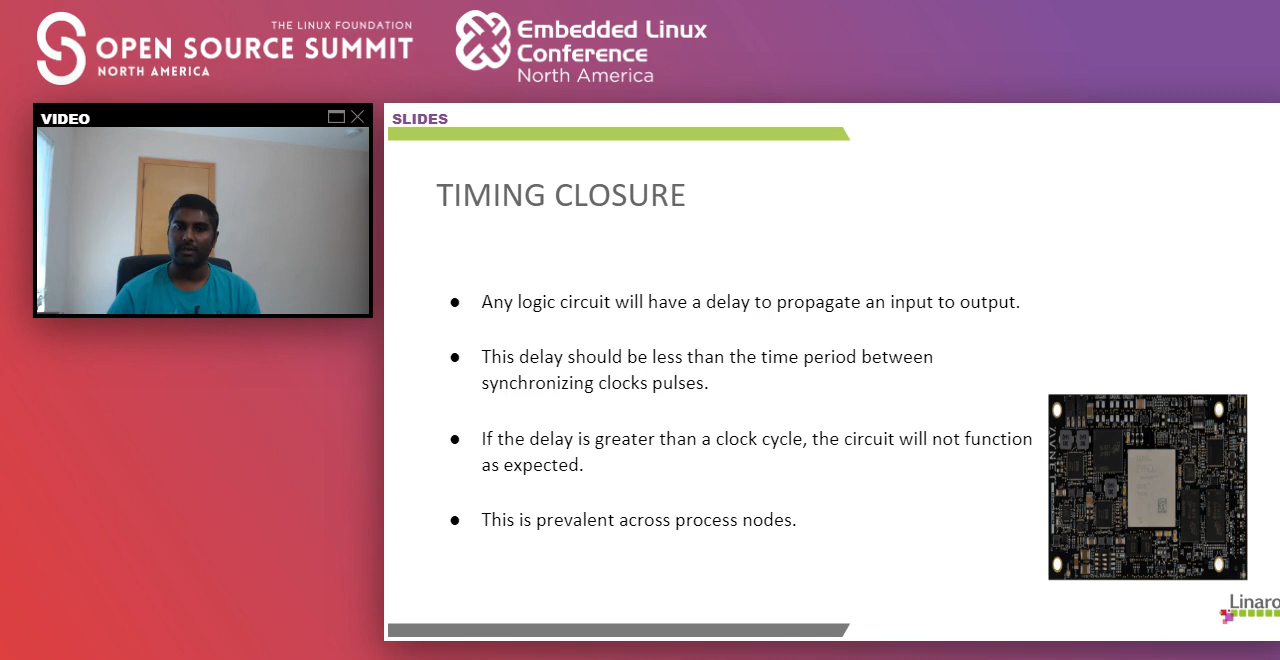 THE LINUX FOUNDATION
OPEN SOURCE SUMMIT
NORTH AMERICA
Embedded Linux
Conference
North America
VIDEO
SLIDES
TIMING CLOSURE
● Any logic circuit will have a delay to propagate an input to output.
● This delay should be less than the time period between
synchronizing clocks pulses.
● If the delay is greater than a clock cycle, the circuit will not function
as expected.
● This is prevalent across process nodes.
AVNET
ZYNQ
Linaro